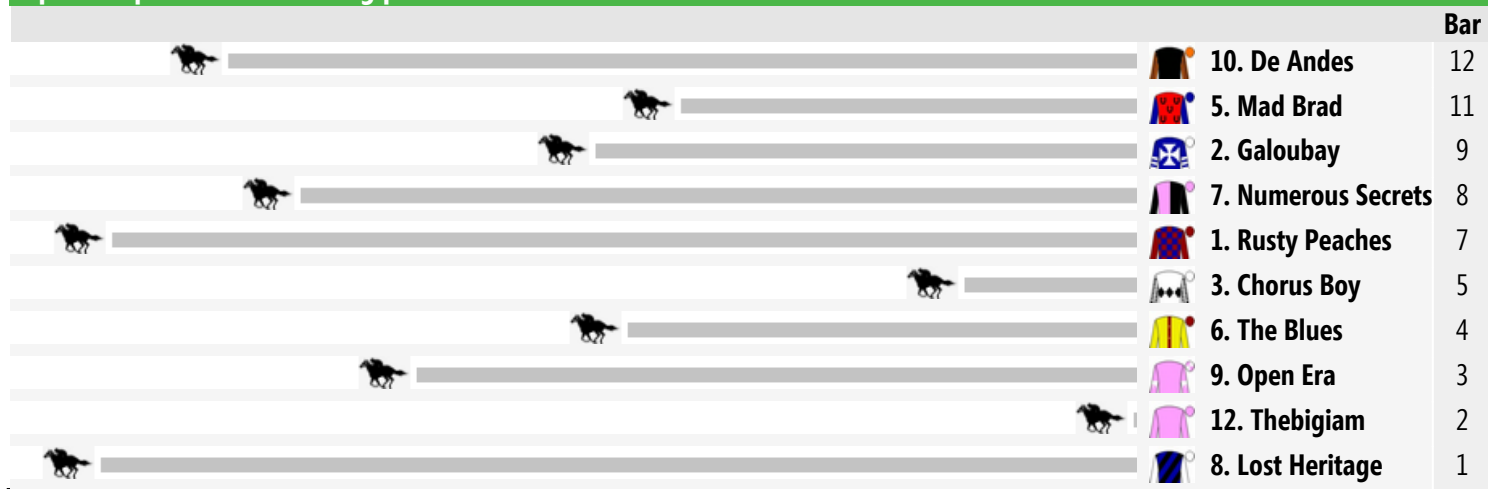 Bar
10. De Andes 12
5. Mad Brad 11
2. Galoubay 9
7. Numerous Secrets 8
1. Rusty Peaches 7
3. Chorus Boy 5
6. The Blues 4
9. Open Era 3
12. Thebigiam 2
8. Lost Heritage 1